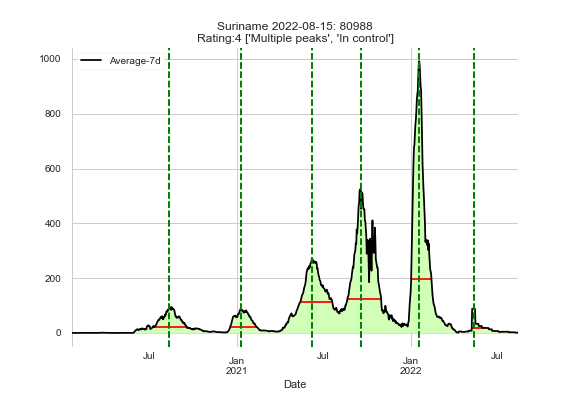 Suriname 2022-08-15: 80988
Rating:4 ['Multiple peaks', 'In control']
Average-7d
1000
800
600
400
200
0
Jul
Jan
2021
Jul
Jan
2022
Jul
Date